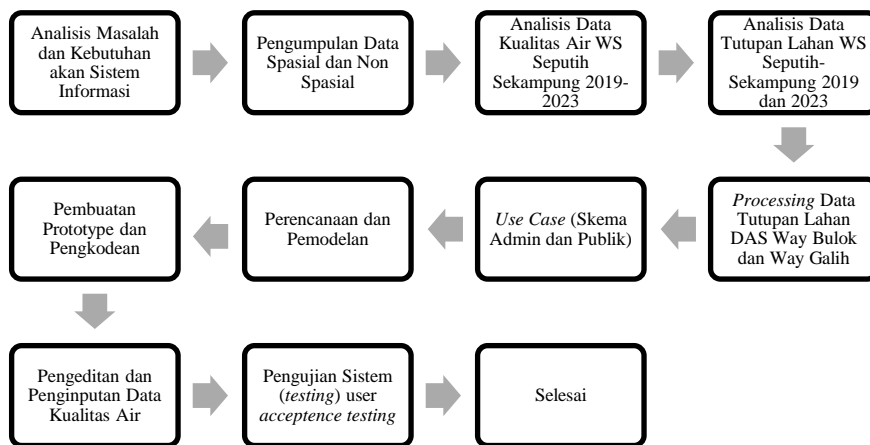 Analisis Masalah
dan Kebutuhan
akan Sistem
Informasi
Pengumpulan Data
Spasial dan Non
Spasial
Analisis Data
Kualitas Air WS
Seputih
Sekampung 2019-
2023
Analisis Data
Tutupan Lahan WS
Seputih-
Sekampung 2019
dan 2023
Processing Data
Tutupan Lahan
DAS Way Bulok
dan Way Galih
Use Case (Skema
Admin dan Publik)
Perencanaan dan
Pemodelan
Pembuatan
Prototype dan
Pengkodean
Pengeditan dan
Penginputan Data
Kualitas Air
Pengujian Sistem
(testing) user
acceptence testing
Selesai